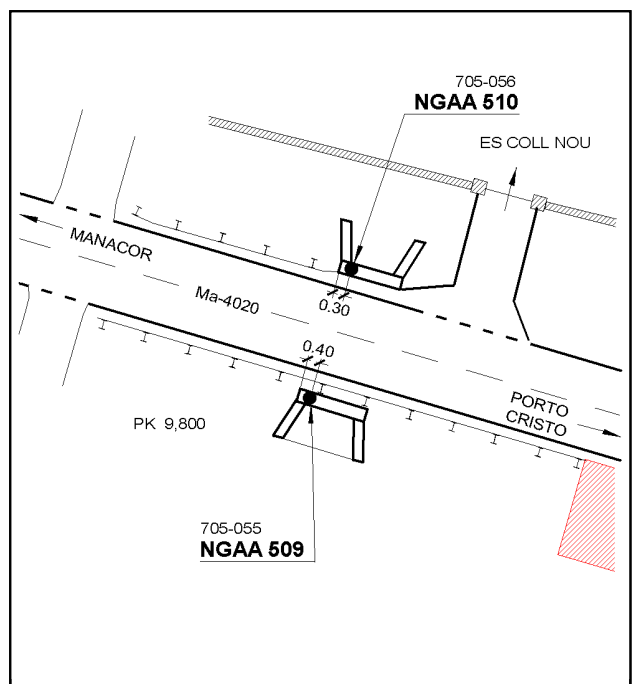 705-056
NGAA 510
ES COLL NOU
MANACOR
Ma-4020
0.30
0.40
PORTO
CRISTO
PK 9,800
705-055
NGAA 509